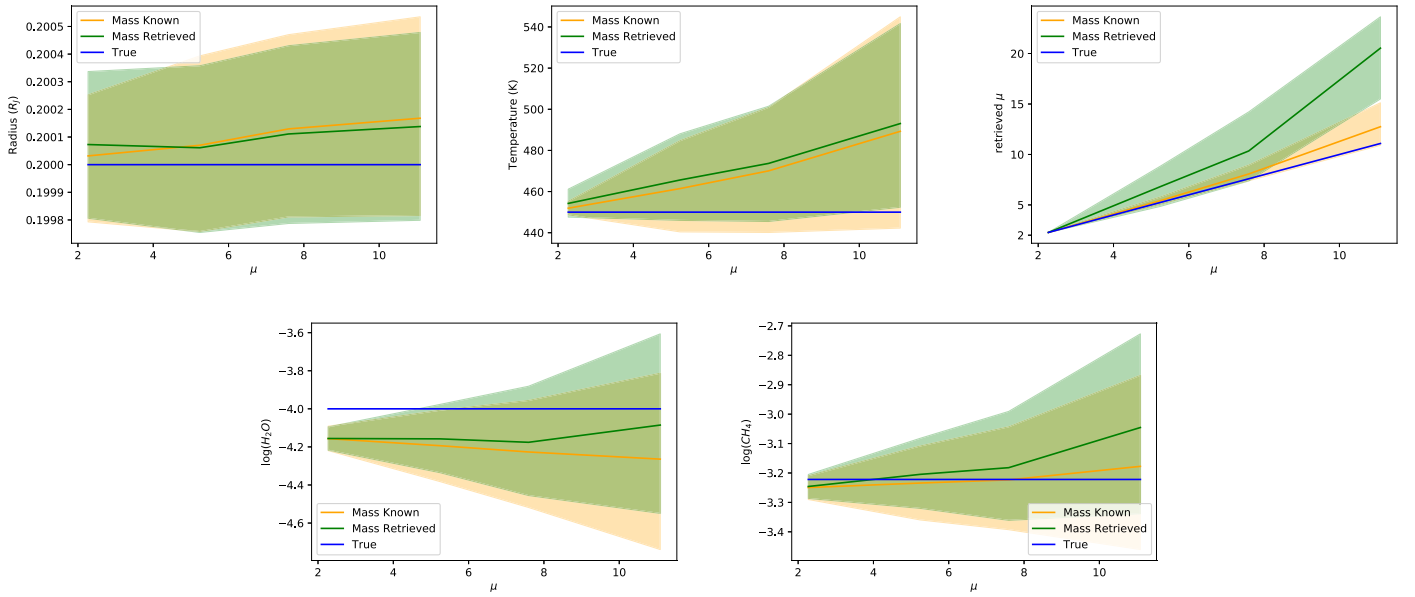 Radius (R_J)
0.2005
0.2004
0.2003
0.2002
0.2001
0.2000
0.1999
0.1998
Mass Known
Mass Retrieved
True
2 4 6 8 10
μ
Temperature (K)
540
520
500
480
460
440
Mass Known
Mass Retrieved
True
2 4 6 8 10
μ
retrieved μ
20
15
10
5
2
Mass Known
Mass Retrieved
True
2 4 6 8 10
μ
log(H₂O)
−3.6
−3.8
−4.0
−4.2
−4.4
−4.6
Mass Known
Mass Retrieved
True
2 4 6 8 10
μ
log(CH₄)
−2.7
−2.8
−2.9
−3.0
−3.1
−3.2
−3.3
−3.4
Mass Known
Mass Retrieved
True
2 4 6 8 10
μ